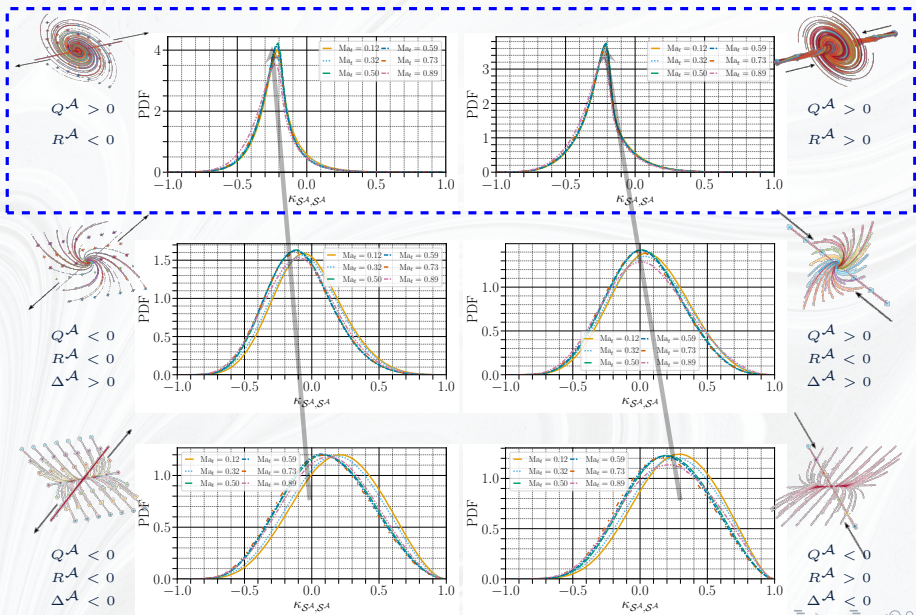 Q^𝒜 > 0
R^𝒜 < 0
PDF
4
2
0
−1.0 −0.5 0.0 0.5 1.0
κ_{𝒮^𝒜,𝒮^𝒜}
Ma_t = 0.12 Ma_t = 0.59
Ma_t = 0.32 Ma_t = 0.73
Ma_t = 0.50 Ma_t = 0.89
PDF
3
2
1
0
−1.0 −0.5 0.0 0.5 1.0
κ_{𝒮^𝒜,𝒮^𝒜}
Ma_t = 0.12 Ma_t = 0.59
Ma_t = 0.32 Ma_t = 0.73
Ma_t = 0.50 Ma_t = 0.89
Q^𝒜 > 0
R^𝒜 > 0
Q^𝒜 < 0
R^𝒜 < 0
Δ^𝒜 > 0
PDF
1.5
1.0
0.5
0.0
−1.0 −0.5 0.0 0.5 1.0
κ_{𝒮^𝒜,𝒮^𝒜}
Ma_t = 0.12 Ma_t = 0.59
Ma_t = 0.32 Ma_t = 0.73
Ma_t = 0.50 Ma_t = 0.89
PDF
1.0
0.5
0.0
−1.0 −0.5 0.0 0.5 1.0
κ_{𝒮^𝒜,𝒮^𝒜}
Ma_t = 0.12 Ma_t = 0.59
Ma_t = 0.32 Ma_t = 0.73
Ma_t = 0.50 Ma_t = 0.89
Q^𝒜 > 0
R^𝒜 < 0
Δ^𝒜 > 0
Q^𝒜 < 0
R^𝒜 < 0
Δ^𝒜 < 0
PDF
1.0
0.5
0.0
−1.0 −0.5 0.0 0.5 1.0
κ_{𝒮^𝒜,𝒮^𝒜}
Ma_t = 0.12 Ma_t = 0.59
Ma_t = 0.32 Ma_t = 0.73
Ma_t = 0.50 Ma_t = 0.89
PDF
1.0
0.5
0.0
−1.0 −0.5 0.0 0.5 1.0
κ_{𝒮^𝒜,𝒮^𝒜}
Ma_t = 0.12 Ma_t = 0.59
Ma_t = 0.32 Ma_t = 0.73
Ma_t = 0.50 Ma_t = 0.89
Q^𝒜 < 0
R^𝒜 > 0
Δ^𝒜 < 0